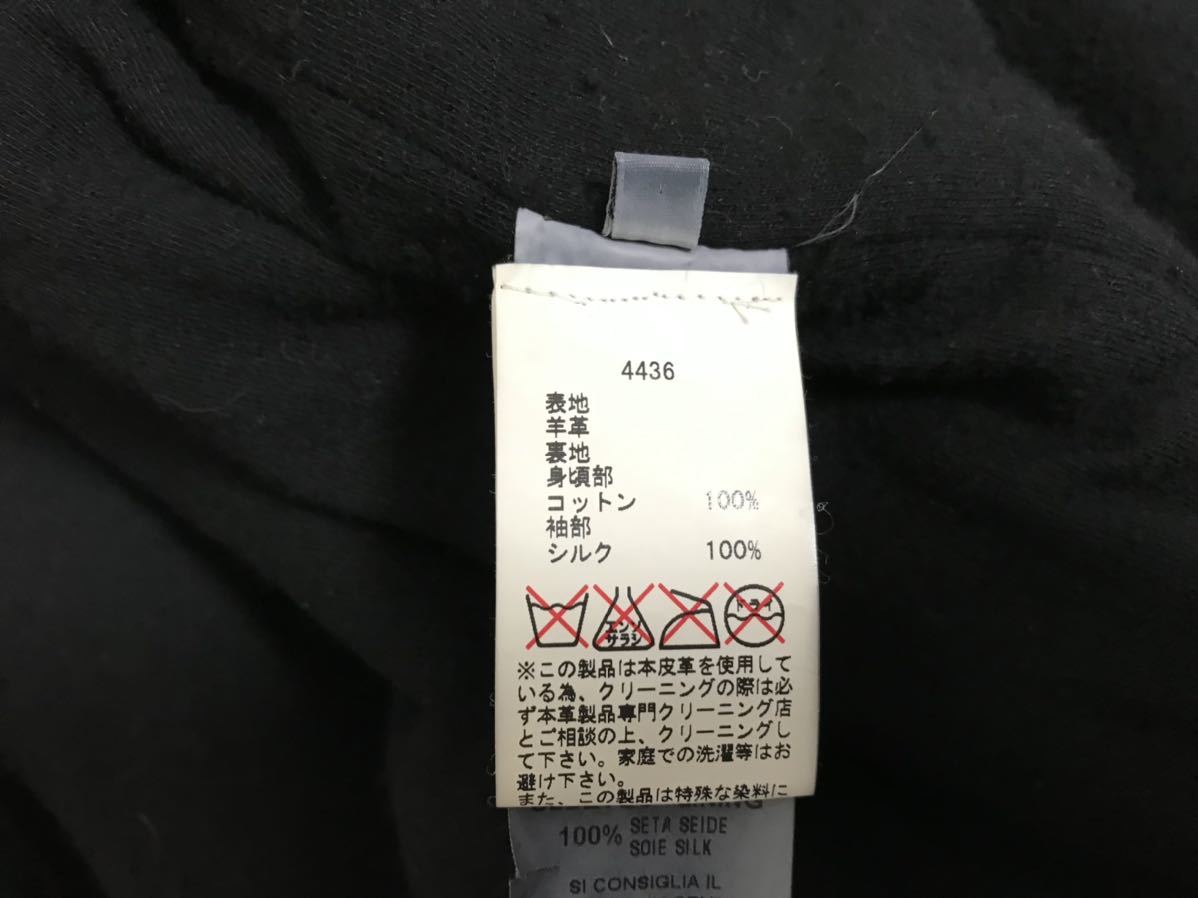 4436
表地
羊革
裏地
身頃部
コットン 100%
袖部
シルク 100%
エンソ
サラシ
ドライ
※この製品は本皮革を使用して
いる為、クリーニングの際は必
ず本革製品専門クリーニング店
とご相談の上、クリーニングし
て下さい。家庭での洗濯等はお
避け下さい。
また、この製品は特殊な染料に
100% SETA SEIDE
SOIE SILK
SI CONSIGLIA IL